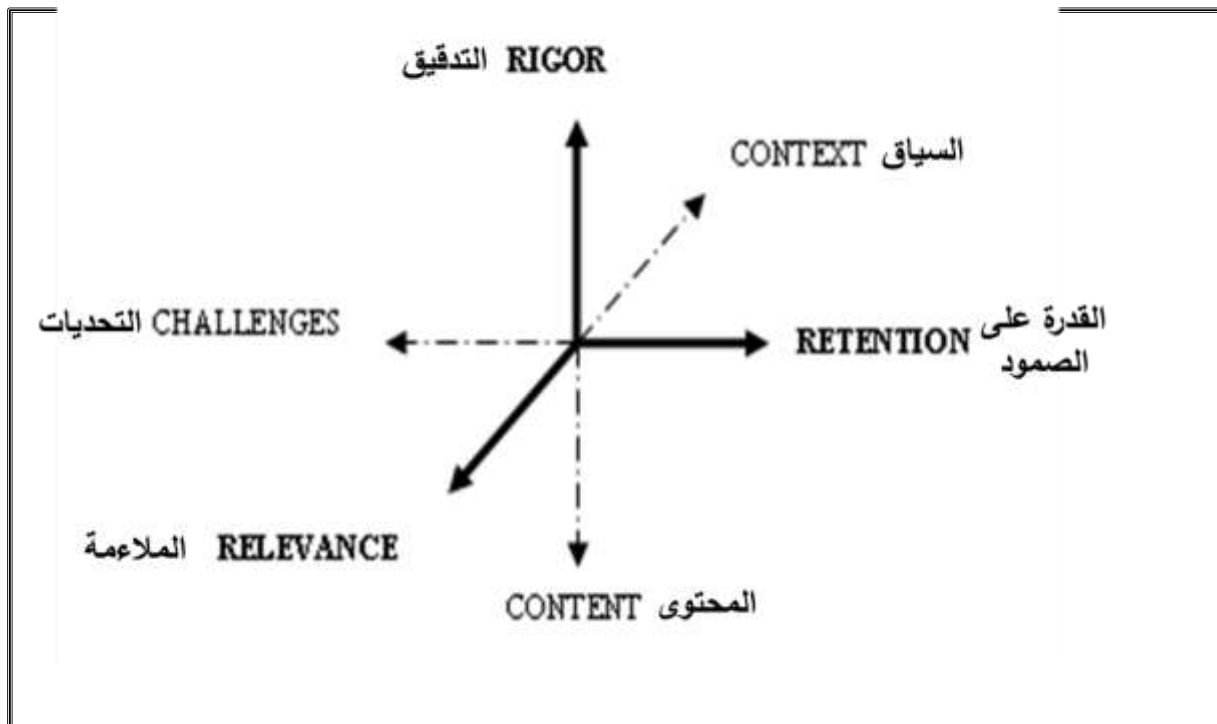 التدقيق RIGOR
CONTEXT السياق
التحديات CHALLENGES
RETENTION القدرة على
الصمود
الملاءمة RELEVANCE
CONTENT المحتوى